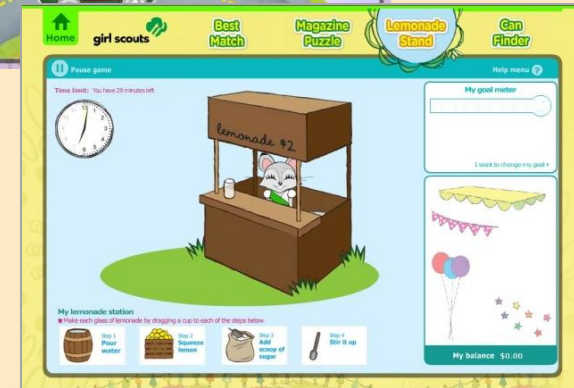 Home
girl scouts
Best
Match
Magazine
Puzzle
Lemonade
Stand
Can
Finder
Pause game
Help menu ?
Time limit: You have 29 minutes left
My goal meter
I want to change my goal
lemonade $2
My lemonade station
Make each glass of lemonade by dragging a cup to each of the steps below.
Step 1
Pour
water
Step 2
Squeeze
lemon
Step 3
Add
scoop of
sugar
Step 4
Stir it up
My balance $0.00